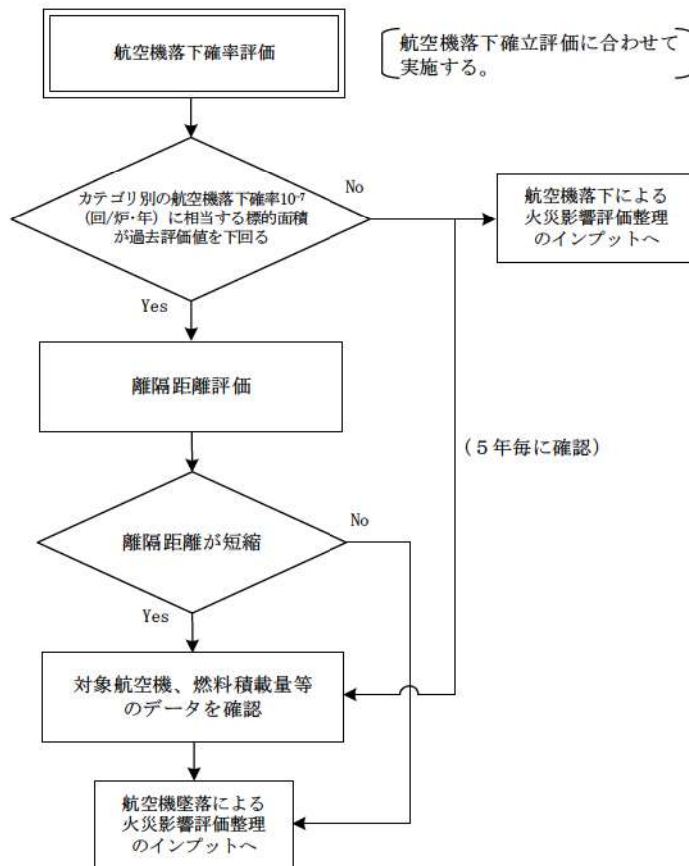 航空機落下確率評価
航空機落下確立評価に合わせて
実施する。
カテゴリ別の航空機落下確率10⁻⁷
(回/炉・年) に相当する標的面積
が過去評価値を下回る
No
航空機落下による
火災影響評価整理
のインプットへ
Yes
離隔距離評価
(5年毎に確認)
離隔距離が短縮
No
Yes
対象航空機、燃料積載量等
のデータを確認
航空機墜落による
火災影響評価整理
のインプットへ